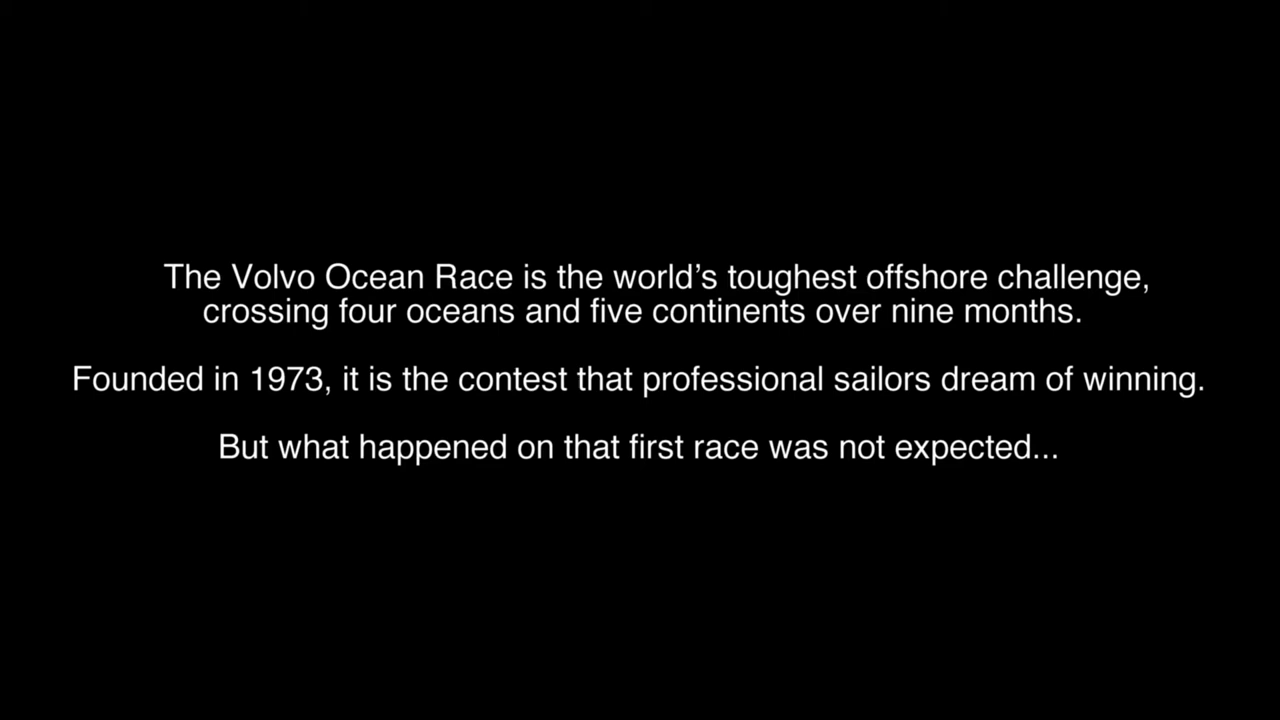 The Volvo Ocean Race is the world’s toughest offshore challenge,
crossing four oceans and five continents over nine months.
Founded in 1973, it is the contest that professional sailors dream of winning.
But what happened on that first race was not expected...